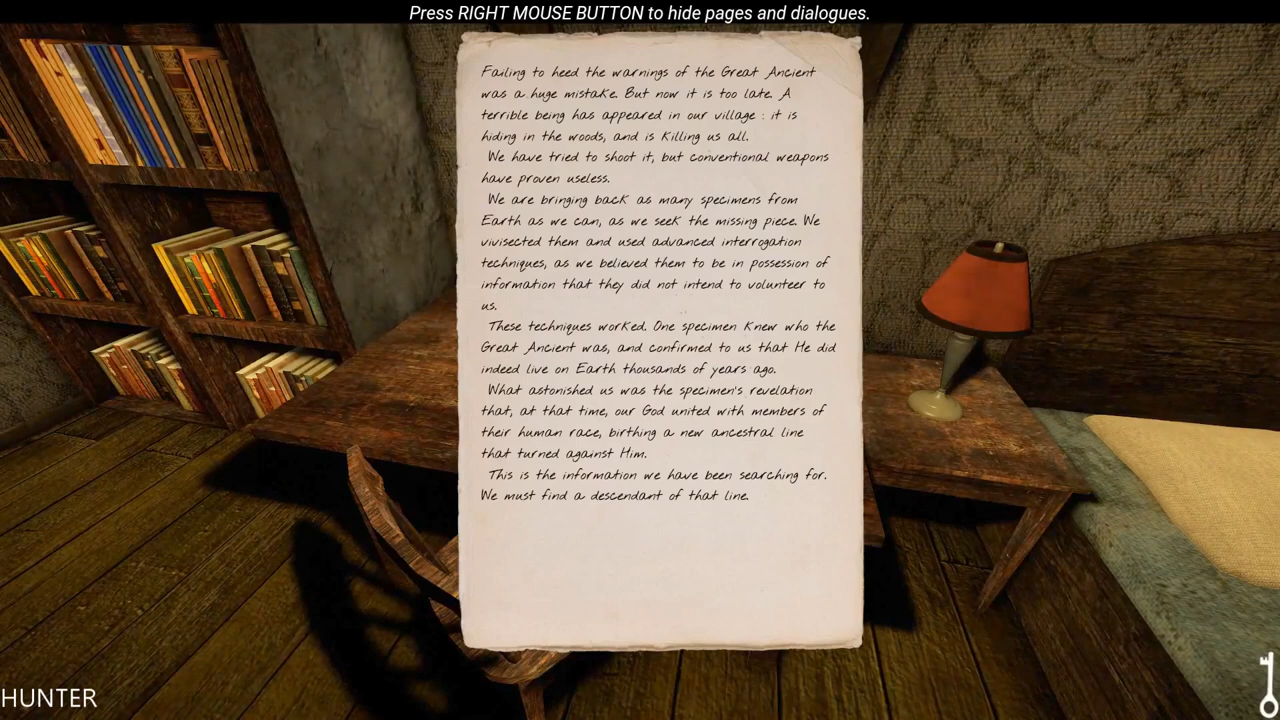 Press RIGHT MOUSE BUTTON to hide pages and dialogues.
Failing to heed the warnings of the Great Ancient
was a huge mistake. But now it is too late. A
terrible being has appeared in our village : it is
hiding in the woods, and is killing us all.
We have tried to shoot it, but conventional weapons
have proven useless.
We are bringing back as many specimens from
Earth as we can, as we seek the missing piece. We
vivisected them and used advanced interrogation
techniques, as we believed them to be in possession of
information that they did not intend to volunteer to
us.
These techniques worked. One specimen knew who the
Great Ancient was, and confirmed to us that He did
indeed live on Earth thousands of years ago.
What astonished us was the specimen's revelation
that, at that time, our God united with members of
their human race, birthing a new ancestral line
that turned against Him.
This is the information we have been searching for.
We must find a descendant of that line.
HUNTER